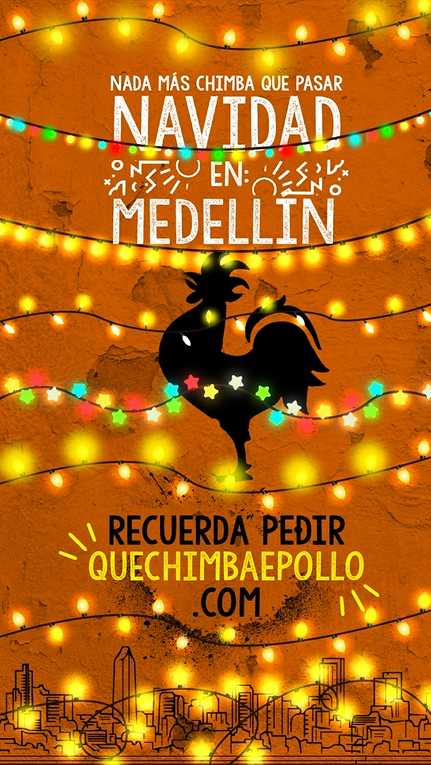 NADA MÁS CHIMBA QUE PASAR
NAVIDAD
EN:
MEDELLÍN
RECUERDA PEDIR
QUECHIMBAEPOLLO
.COM